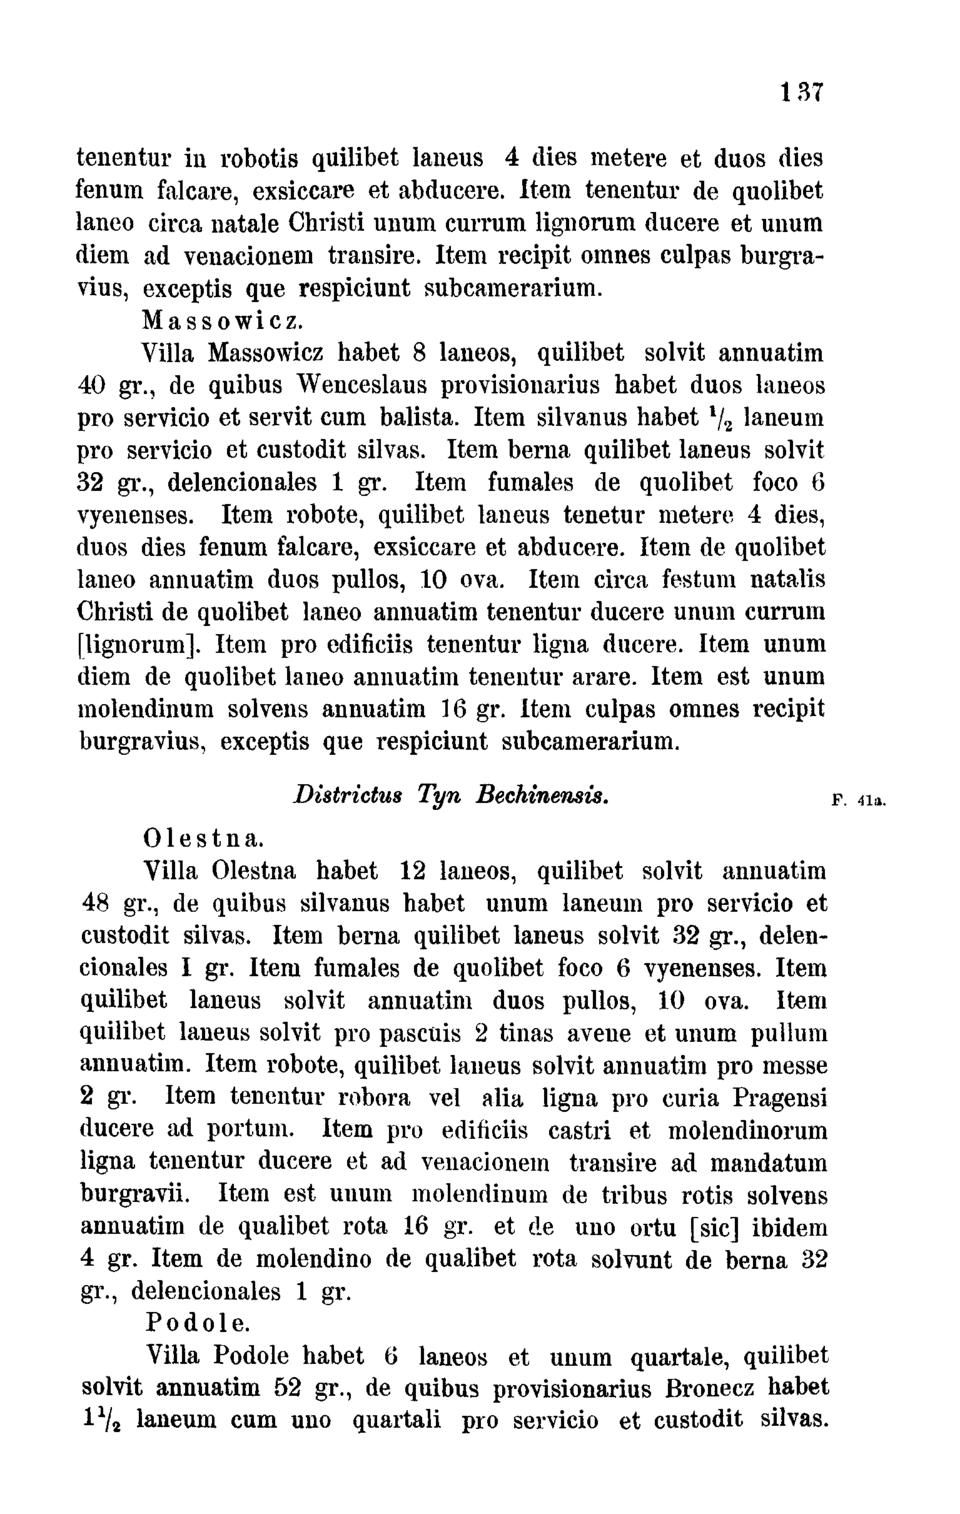 137
tenentur in robotis quilibet laneus 4 dies metere et duos dies
fenum falcare, exsiccare et abducere. Item tenentur de quolibet
laneo circa natale Christi unum currum lignorum ducere et unum
diem ad venacionem transire. Item recipit omnes culpas burgra-
vius, exceptis que respiciunt subcamerarium.
Massowicz.
Villa Massowicz habet 8 laneos, quilibet solvit annuatim
40 gr., de quibus Wenceslaus provisionarius habet duos laneos
pro servicio et servit cum balista. Item silvanus habet ½ laneum
pro servicio et custodit silvas. Item berna quilibet laneus solvit
32 gr., delencionales 1 gr. Item fumales de quolibet foco 6
vyenenses. Item robote, quilibet laneus tenetur metere 4 dies,
duos dies fenum falcare, exsiccare et abducere. Item de quolibet
laneo annuatim duos pullos, 10 ova. Item circa festum natalis
Christi de quolibet laneo annuatim tenentur ducere unum currum
[lignorum]. Item pro edificiis tenentur ligna ducere. Item unum
diem de quolibet laneo annuatim tenentur arare. Item est unum
molendinum solvens annuatim 16 gr. Item culpas omnes recipit
burgravius, exceptis que respiciunt subcamerarium.
Districtus Tyn Bechinensis. F. 41a.
Olestna.
Villa Olestna habet 12 laneos, quilibet solvit annuatim
48 gr., de quibus silvanus habet unum laneum pro servicio et
custodit silvas. Item berna quilibet laneus solvit 32 gr., delen-
cionales I gr. Item fumales de quolibet foco 6 vyenenses. Item
quilibet laneus solvit annuatim duos pullos, 10 ova. Item
quilibet laneus solvit pro pascuis 2 tinas avene et unum pullum
annuatim. Item robote, quilibet laneus solvit annuatim pro messe
2 gr. Item tenentur robora vel alia ligna pro curia Pragensi
ducere ad portum. Item pro edificiis castri et molendinorum
ligna tenentur ducere et ad venacionem transire ad mandatum
burgravii. Item est unum molendinum de tribus rotis solvens
annuatim de qualibet rota 16 gr. et de uno ortu [sic] ibidem
4 gr. Item de molendino de qualibet rota solvunt de berna 32
gr., delencionales 1 gr.
Podole.
Villa Podole habet 6 laneos et unum quartale, quilibet
solvit annuatim 52 gr., de quibus provisionarius Bronecz habet
1½ laneum cum uno quartali pro servicio et custodit silvas.